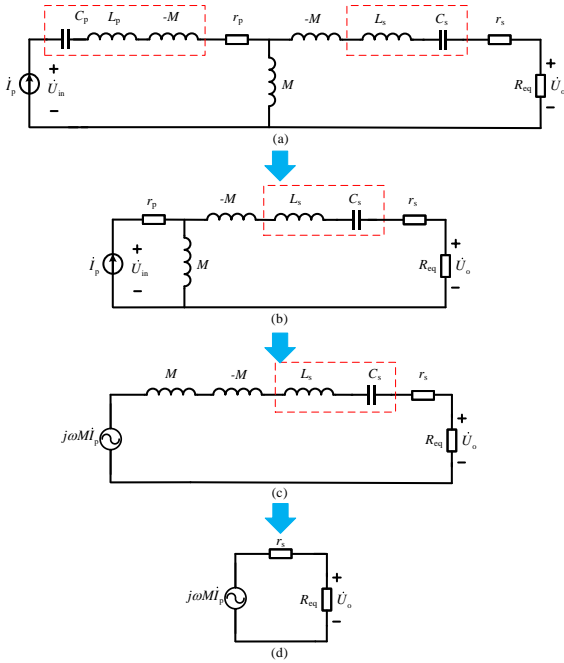 Cp Lp -M rp -M Ls Cs rs
İp + U̇in − M Req + U̇o −
(a)
rp -M Ls Cs rs
İp + U̇in − M Req + U̇o −
(b)
M -M Ls Cs rs
jωMİp Req + U̇o −
(c)
rs
jωMİp Req + U̇o −
(d)